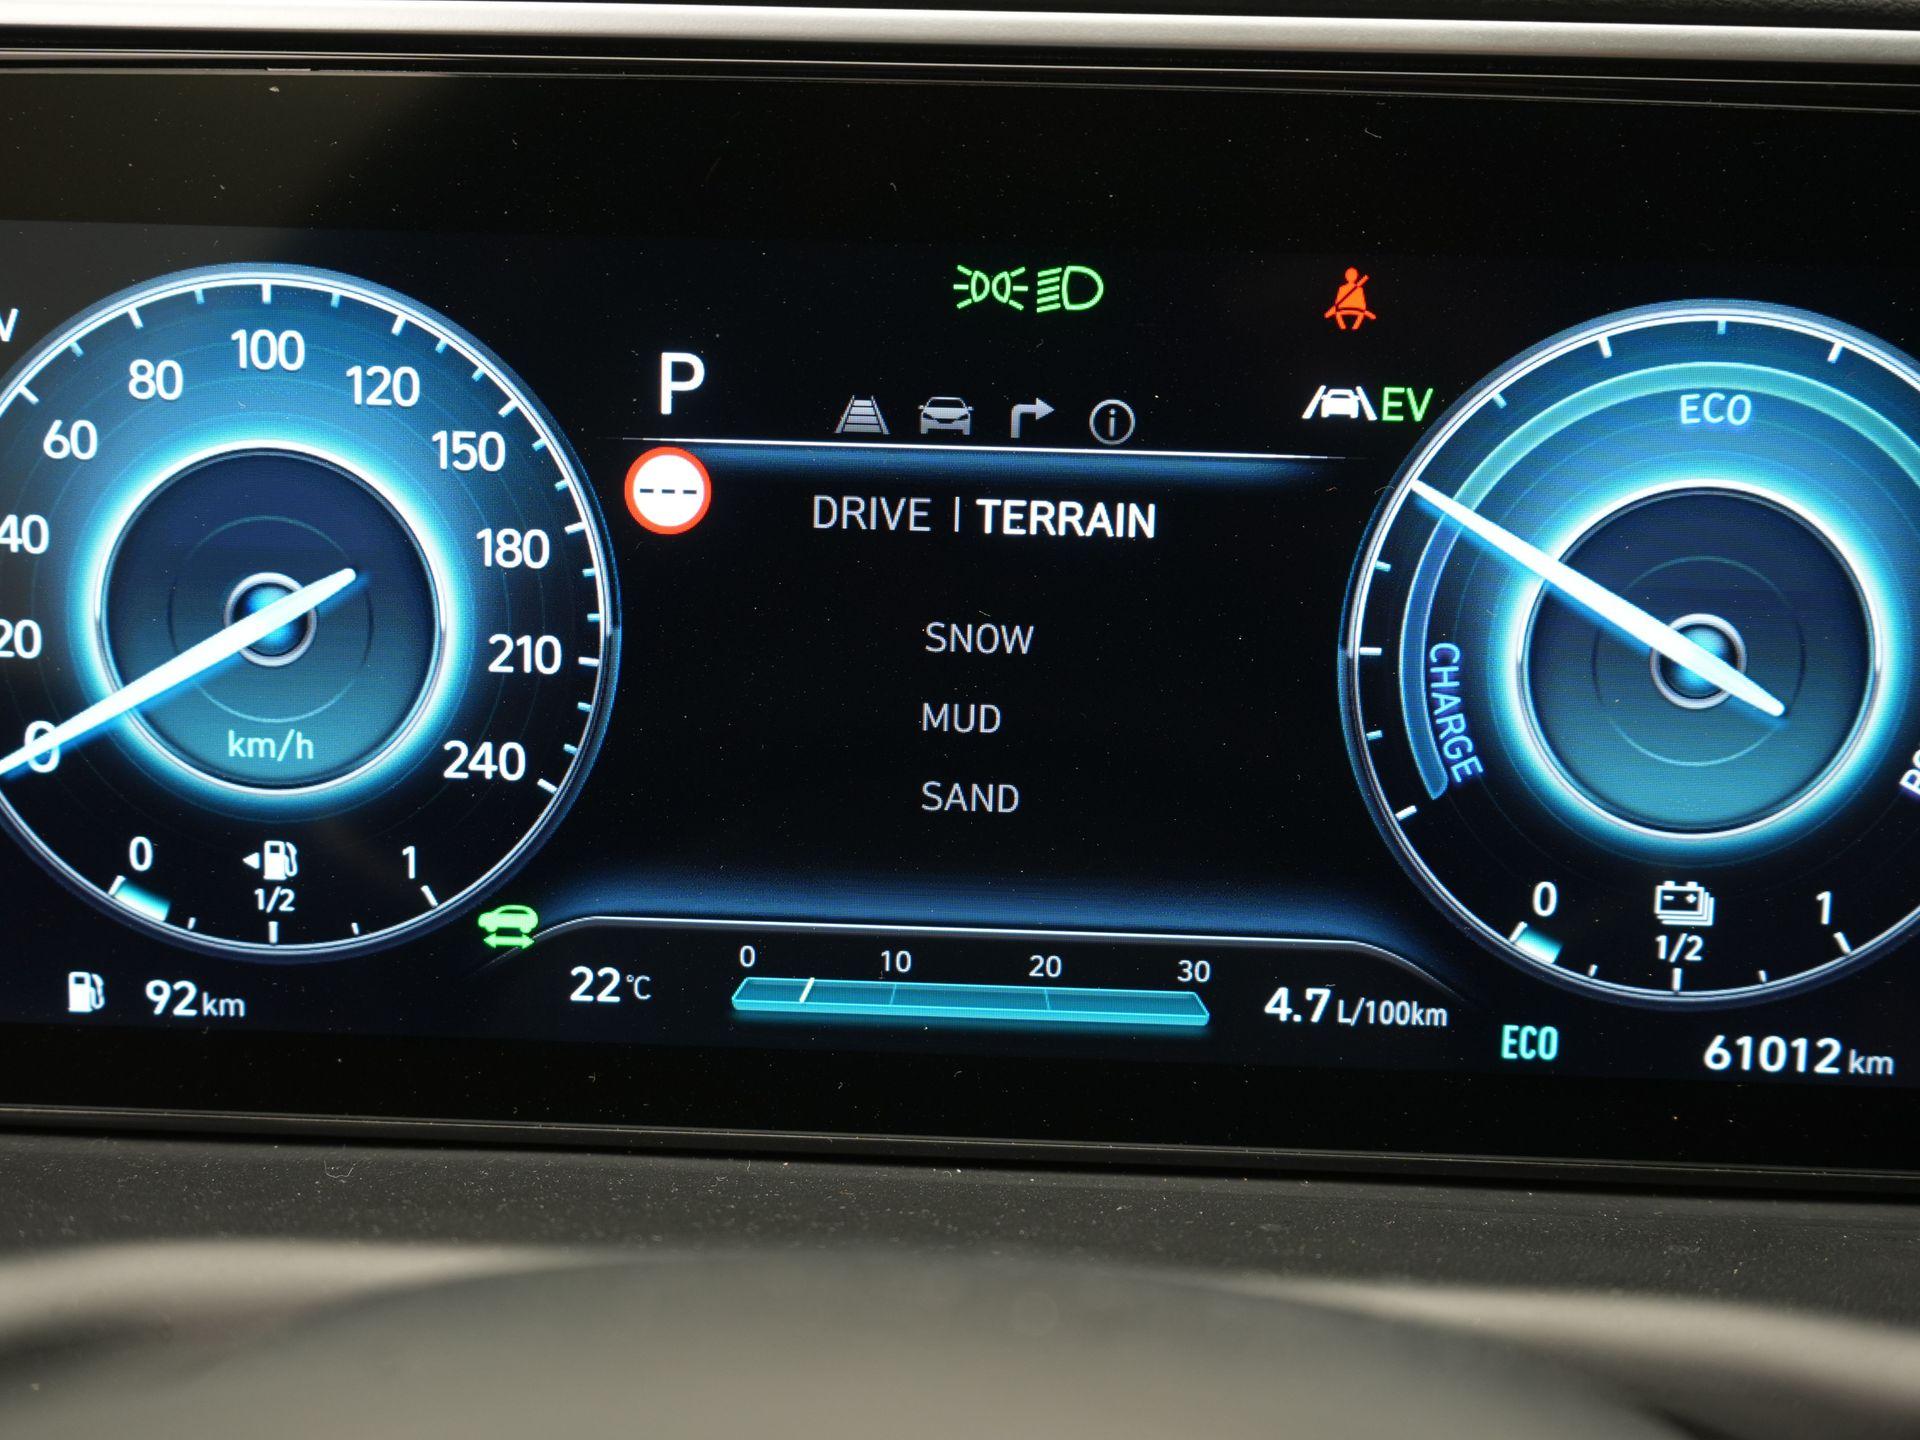 20
40
60
80
100
120
150
180
210
240
0
km/h
0
1/2
1
92 km
P
EV
---
DRIVE | TERRAIN
SNOW
MUD
SAND
22 °C
0 10 20 30
4.7 L/100km
ECO
CHARGE
0
1/2
1
ECO
61012 km